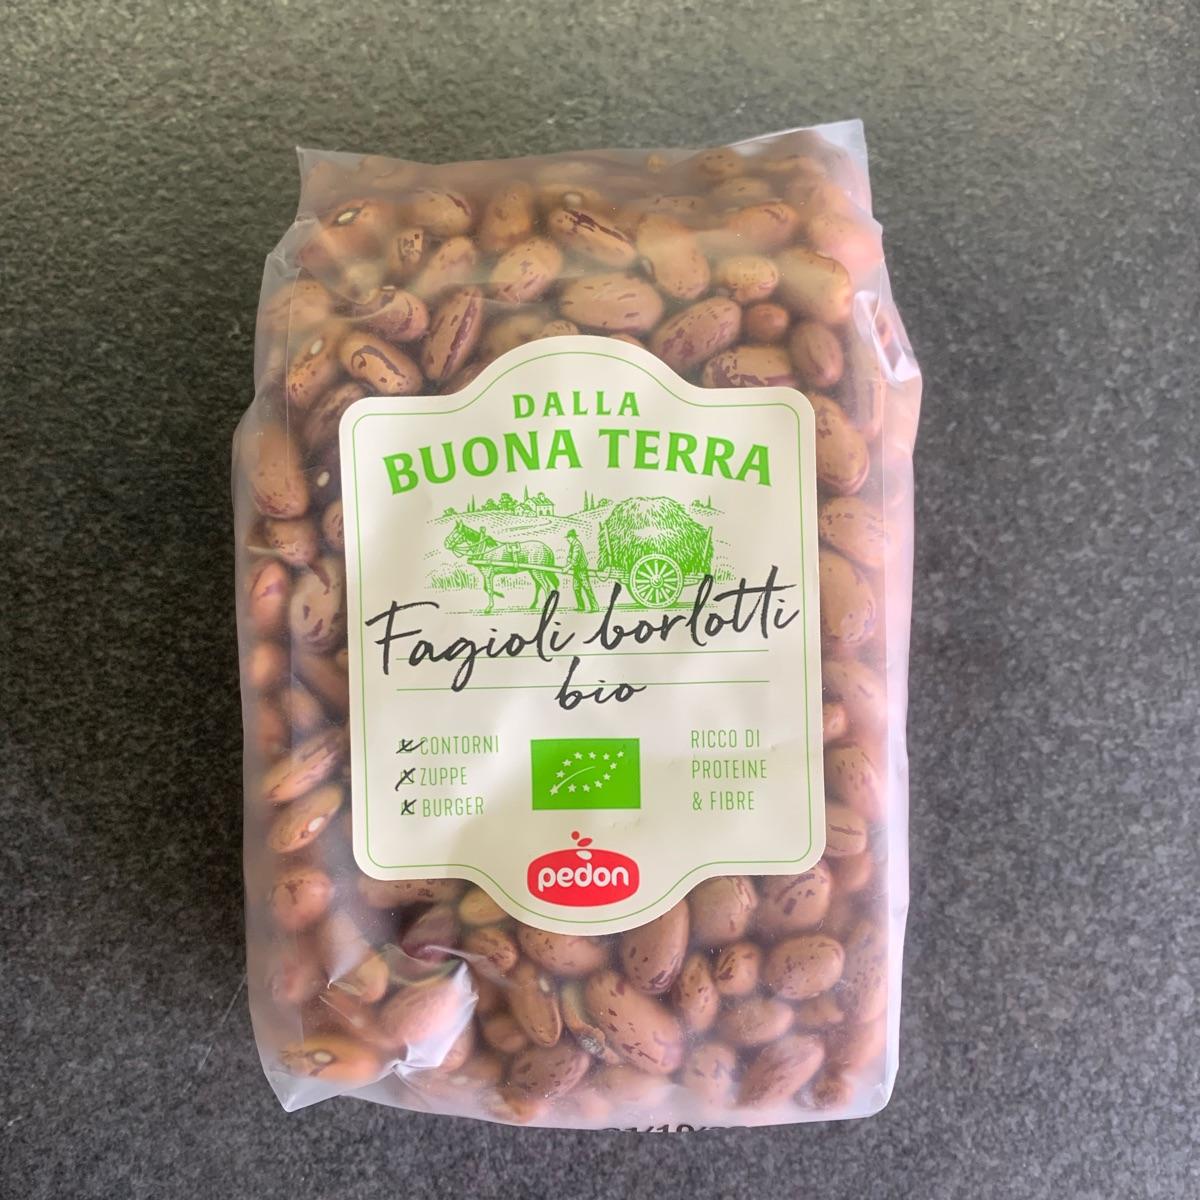 DALLA
BUONA TERRA
Fagioli borlotti
bio
CONTORNI
ZUPPE
BURGER
RICCO DI
PROTEINE
& FIBRE
pedon